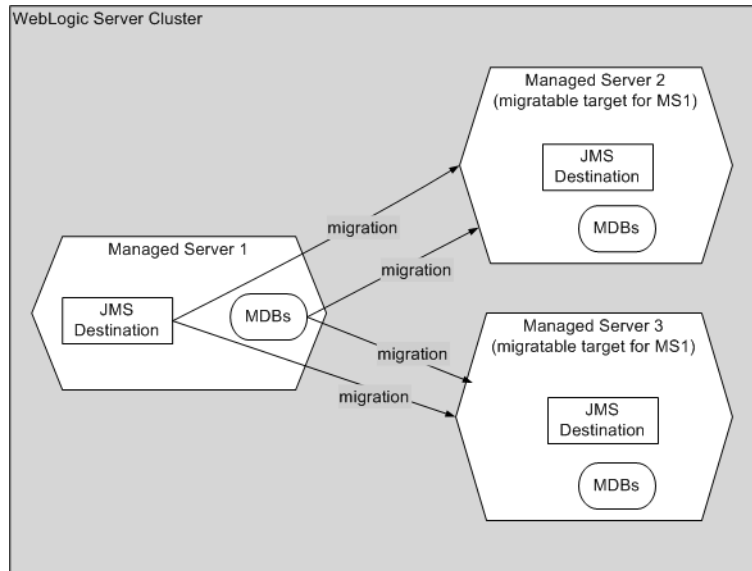 WebLogic Server Cluster
Managed Server 2
(migratable target for MS1)
JMS
Destination
MDBs
migration
migration
Managed Server 1
JMS
Destination
MDBs
migration
migration
Managed Server 3
(migratable target for MS1)
JMS
Destination
MDBs